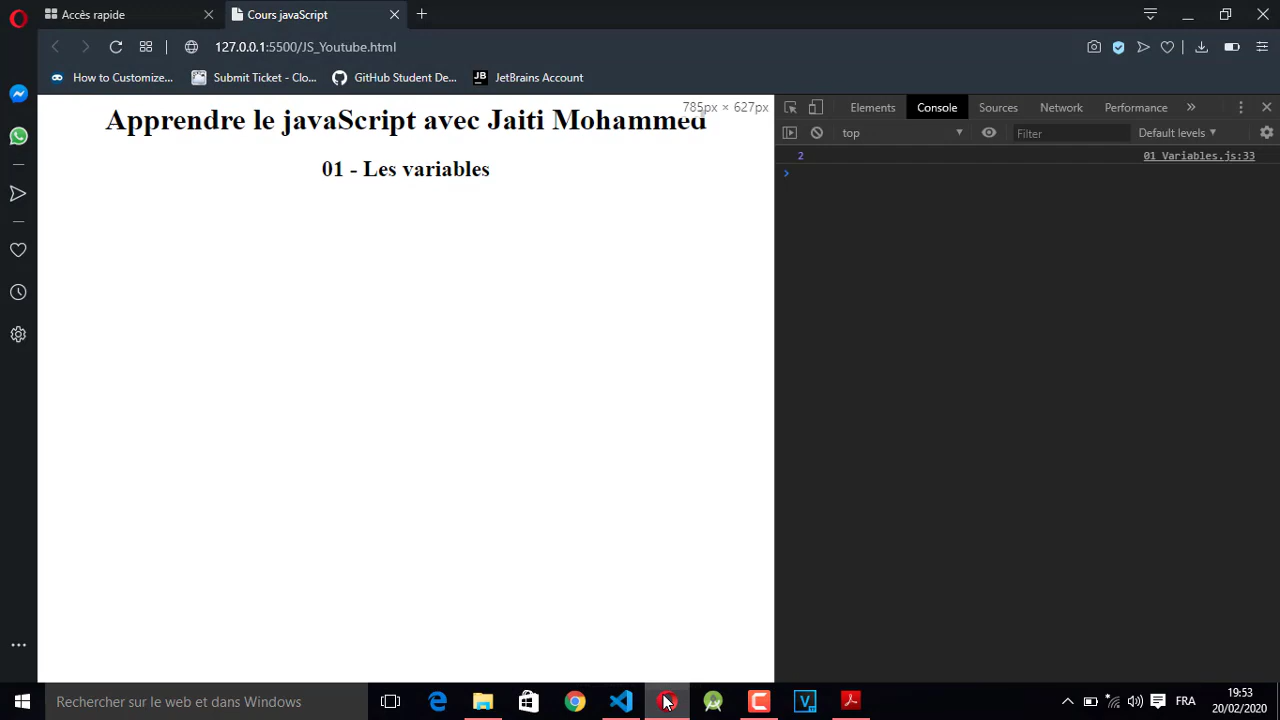 Accès rapide
Cours javaScript
127.0.0.1:5500/JS_Youtube.html
How to Customize...
Submit Ticket - Clo...
GitHub Student De...
JB
JetBrains Account
Apprendre le javaScript avec Jaiti Mohammed
785px × 627px
01 - Les variables
Elements
Console
Sources
Network
Performance
»
top
Filter
Default levels
2
01 Variables.js:33
Rechercher sur le web et dans Windows
FRA
13:53
20/02/2020